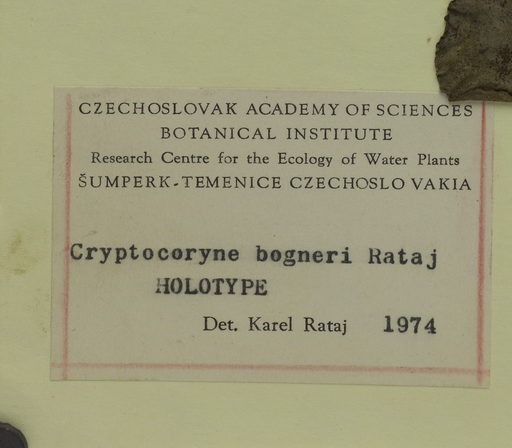 CZECHOSLOVAK ACADEMY OF SCIENCES
BOTANICAL INSTITUTE
Research Centre for the Ecology of Water Plants
ŠUMPERK-TEMENICE CZECHOSLO VAKIA
Cryptocoryne bogneri Rataj
HOLOTYPE
Det. Karel Rataj 1974